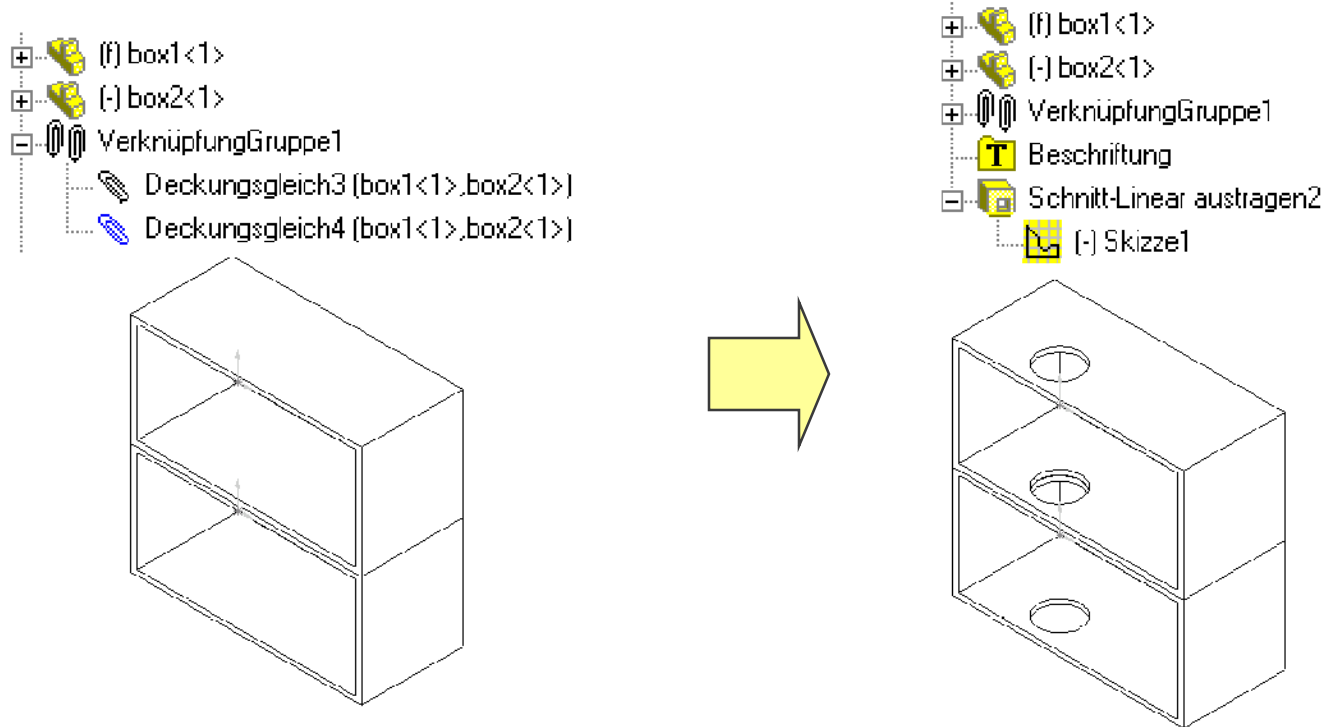 (f) box1<1>
(-) box2<1>
VerknüpfungGruppe1
Deckungsgleich3 (box1<1>,box2<1>)
Deckungsgleich4 (box1<1>,box2<1>)
(f) box1<1>
(-) box2<1>
VerknüpfungGruppe1
T Beschriftung
Schnitt-Linear austragen2
(-) Skizze1